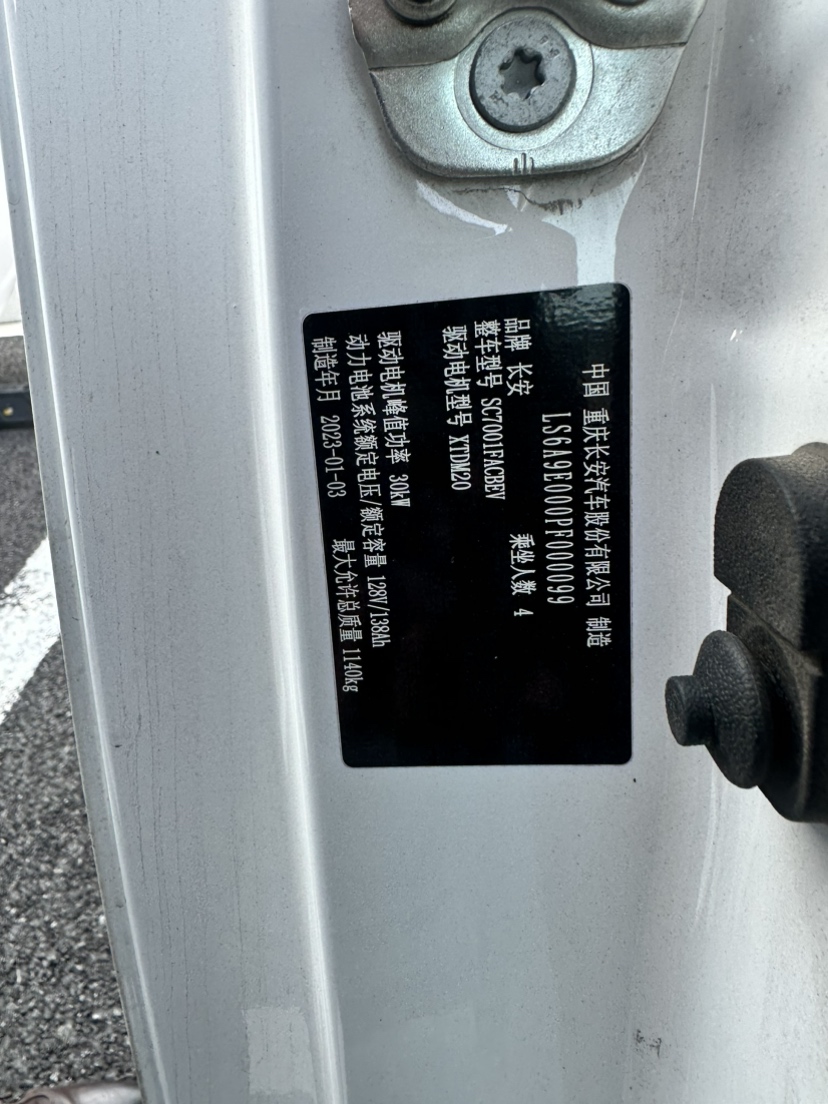 中国 重庆长安汽车股份有限公司 制造
LS6A9E000PF000099
品牌 长安 乘坐人数 4
整车型号 SC7001FACBEV
驱动电机型号 XTDM20
驱动电机峰值功率 30kW
动力电池系统额定电压/额定容量 128V/138Ah
制造年月 2023-01-03 最大允许总质量 1140kg